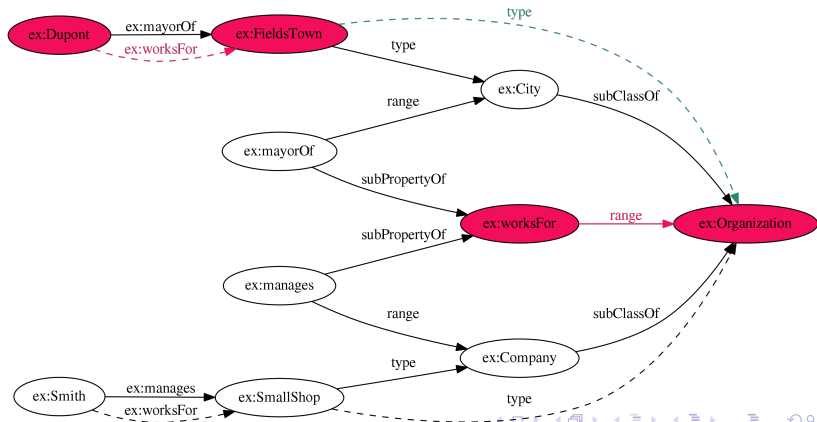 type
ex:Dupont
ex:mayorOf
ex:worksFor
ex:FieldsTown
type
ex:City
subClassOf
range
ex:mayorOf
subPropertyOf
ex:worksFor
range
ex:Organization
subPropertyOf
ex:manages
range
subClassOf
ex:Company
type
ex:Smith
ex:manages
ex:worksFor
ex:SmallShop
type